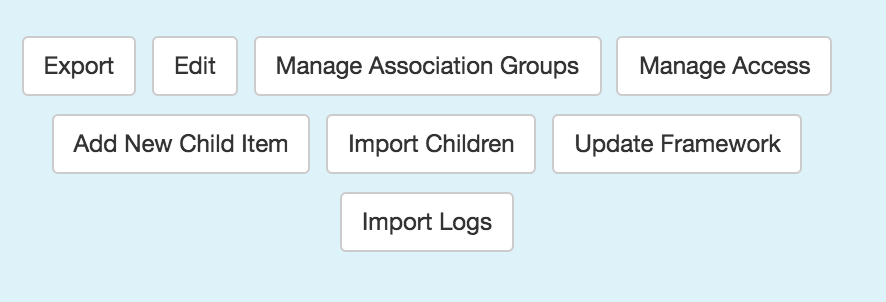 Export Edit Manage Association Groups Manage Access
Add New Child Item Import Children Update Framework
Import Logs